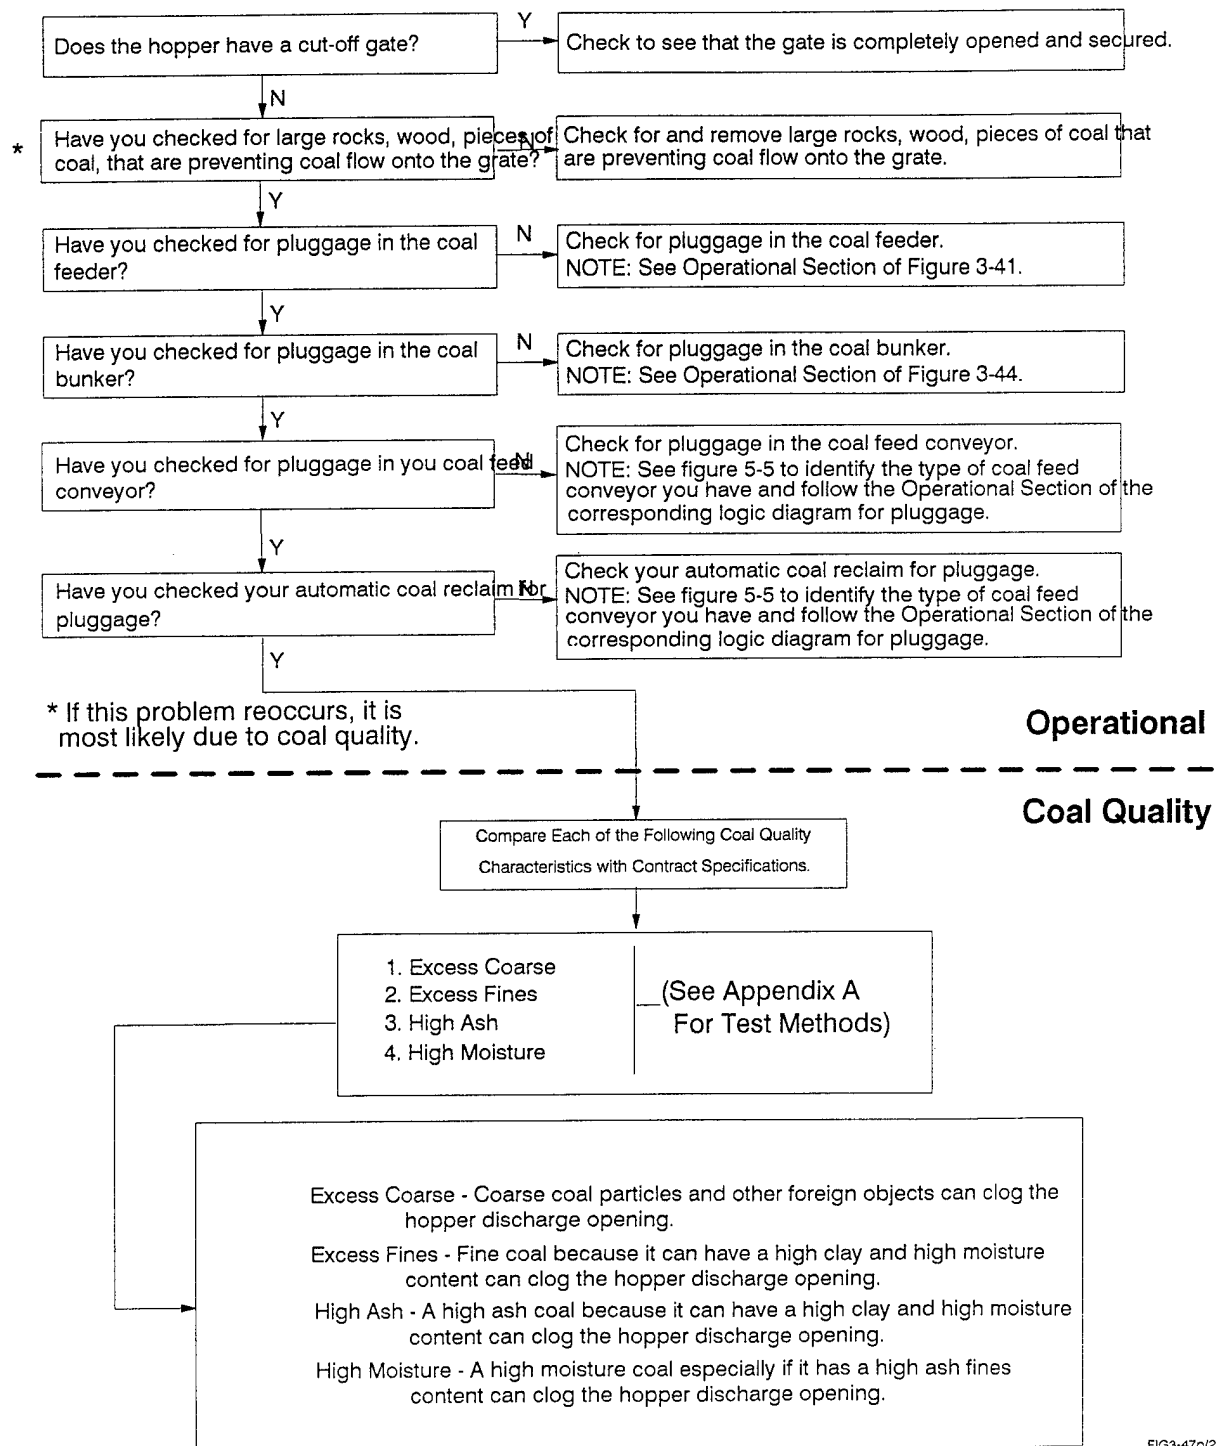 Does the hopper have a cut-off gate?
Y
Check to see that the gate is completely opened and secured.
N
*
Have you checked for large rocks, wood, pieces of
coal, that are preventing coal flow onto the grate?
N
Check for and remove large rocks, wood, pieces of coal that
are preventing coal flow onto the grate.
Y
Have you checked for pluggage in the coal
feeder?
N
Check for pluggage in the coal feeder.
NOTE: See Operational Section of Figure 3-41.
Y
Have you checked for pluggage in the coal
bunker?
N
Check for pluggage in the coal bunker.
NOTE: See Operational Section of Figure 3-44.
Y
Have you checked for pluggage in you coal feed
conveyor?
N
Check for pluggage in the coal feed conveyor.
NOTE: See figure 5-5 to identify the type of coal feed
conveyor you have and follow the Operational Section of the
corresponding logic diagram for pluggage.
Y
Have you checked your automatic coal reclaim for
pluggage?
N
Check your automatic coal reclaim for pluggage.
NOTE: See figure 5-5 to identify the type of coal feed
conveyor you have and follow the Operational Section of the
corresponding logic diagram for pluggage.
Y
* If this problem reoccurs, it is
most likely due to coal quality.
Operational
Coal Quality
Compare Each of the Following Coal Quality
Characteristics with Contract Specifications.
1. Excess Coarse
2. Excess Fines
3. High Ash
4. High Moisture
(See Appendix A
For Test Methods)
Excess Coarse - Coarse coal particles and other foreign objects can clog the
hopper discharge opening.
Excess Fines - Fine coal because it can have a high clay and high moisture
content can clog the hopper discharge opening.
High Ash - A high ash coal because it can have a high clay and high moisture
content can clog the hopper discharge opening.
High Moisture - A high moisture coal especially if it has a high ash fines
content can clog the hopper discharge opening.